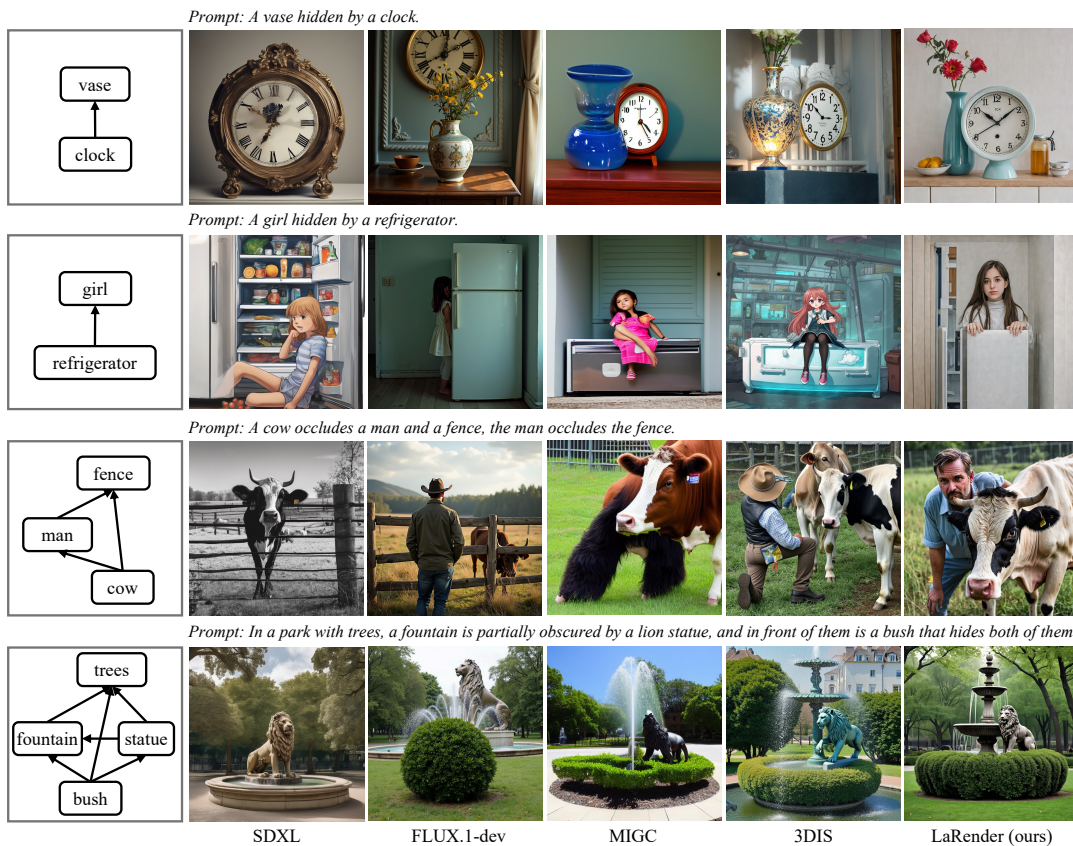 Prompt: A vase hidden by a clock.
vase
clock
Prompt: A girl hidden by a refrigerator.
girl
refrigerator
Prompt: A cow occludes a man and a fence, the man occludes the fence.
fence
man
cow
Prompt: In a park with trees, a fountain is partially obscured by a lion statue, and in front of them is a bush that hides both of them
trees
fountain
statue
bush
SDXL
FLUX.1-dev
MIGC
3DIS
LaRender (ours)